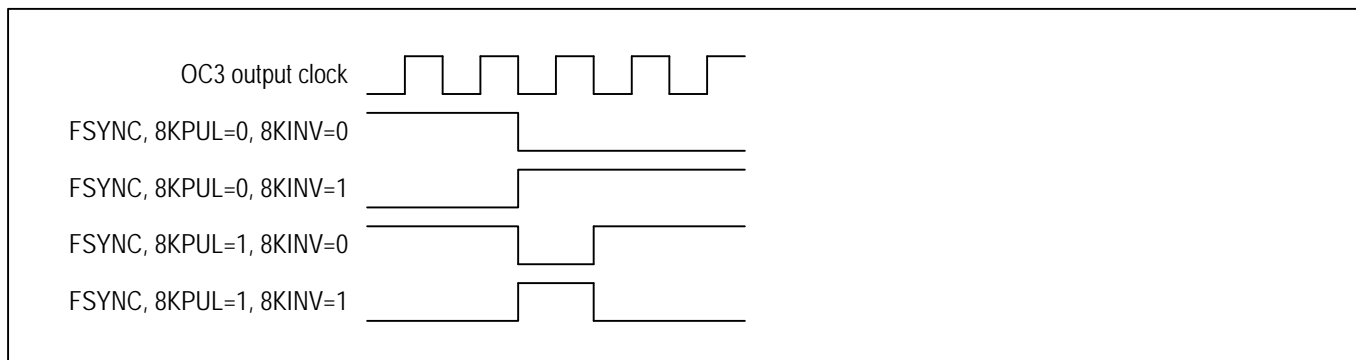 OC3 output clock
FSYNC, 8KPUL=0, 8KINV=0
FSYNC, 8KPUL=0, 8KINV=1
FSYNC, 8KPUL=1, 8KINV=0
FSYNC, 8KPUL=1, 8KINV=1